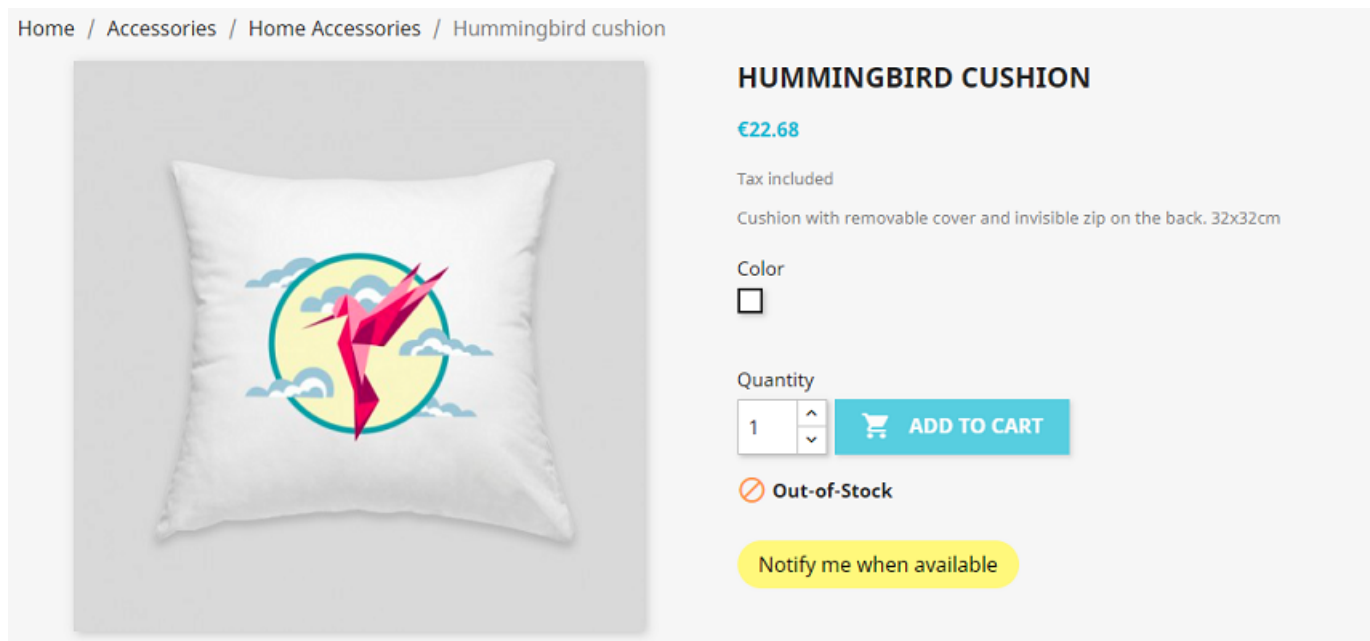 Home / Accessories / Home Accessories / Hummingbird cushion
HUMMINGBIRD CUSHION
€22.68
Tax included
Cushion with removable cover and invisible zip on the back. 32x32cm
Color
Quantity
1
ADD TO CART
Out-of-Stock
Notify me when available